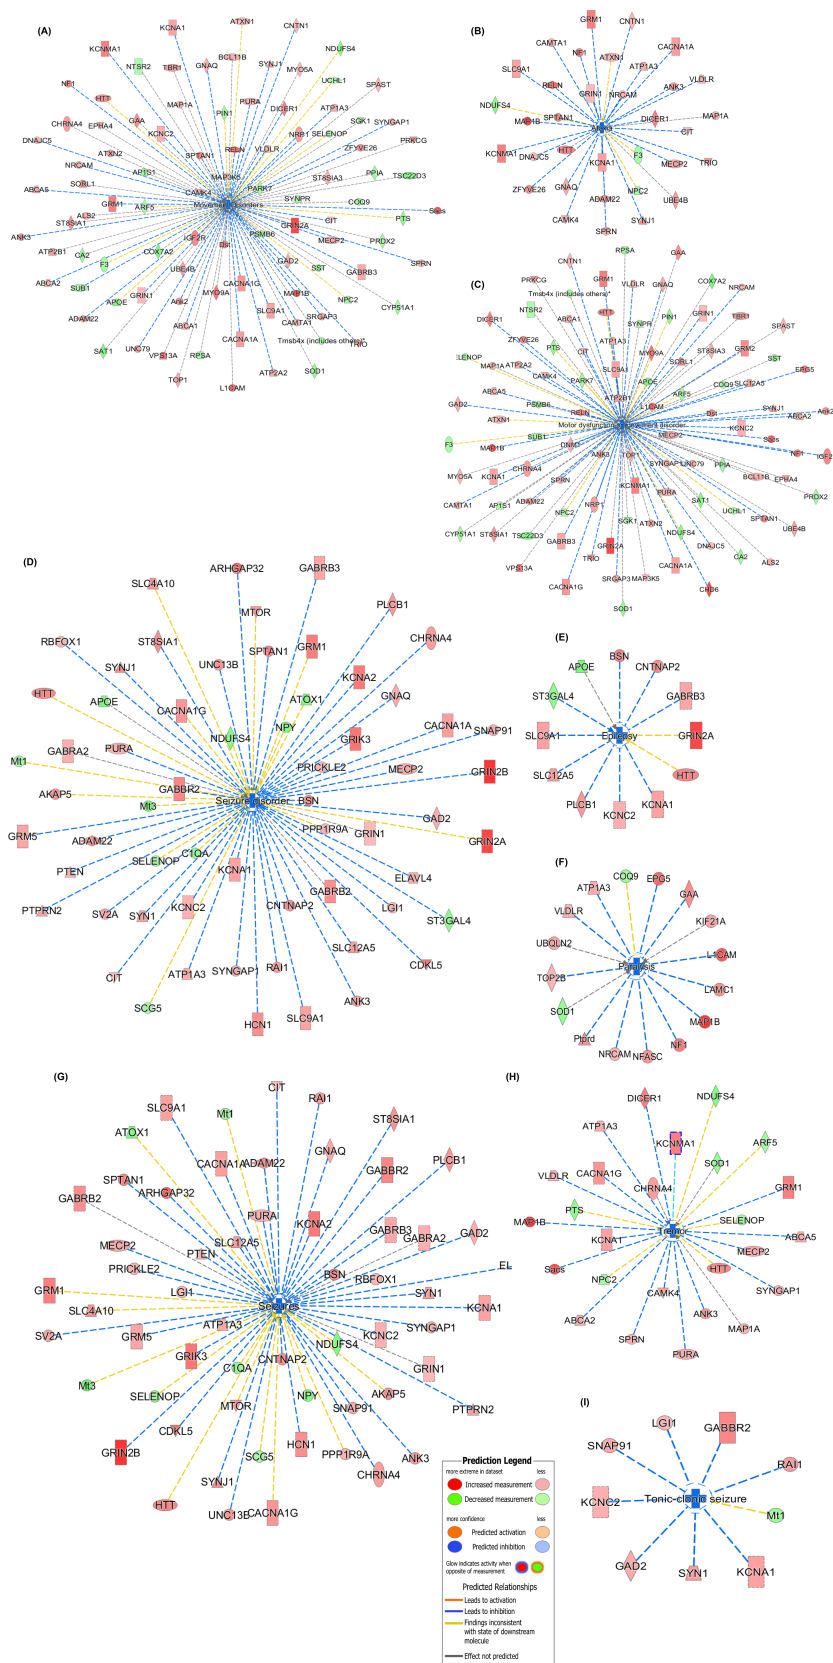 (A)
ATXN1
KCNA1
CNTN1
KCNMA1
NDUFS4
BCL11B
NTSR2
TBR1
GNAQ
SYNJ1
MYO5A
NF1
UCHL1
SPAST
HTT
PURA
MAP1A
DICER1
ATP1A3
CHRNA4
GAA
PIN1
EPHA4
SGK1
SYNGAP1
KCNC2
NRP1
SELENOP
DNAJC5
PRKCG
RELN
VLDLR
ZFYVE26
ATXN2
SPTAN1
NRCAM
PPIA
AP1S1
MAP3K5
ST8SIA3
TSC22D3
SORL1
PARK7
ABCA5
CAMK4
SYNPR
COQ9
GRM1
ARF5
Movement disorders
PTS
ALS2
CIT
Sacs
ST8SIA1
GRIN2A
ANK3
PSMB6
IGF2R
MECP2
PRDX2
ATP2B1
Dst
COX7A2
CA2
GAD2
SPRN
F3
UBE4B
SST
GABRB3
ABCA2
CACNA1G
SUB1
GRIN1
MAP1B
APOE
Ank2
MYO9A
NPC2
CYP51A1
SLC9A1
SRGAP3
ADAM22
ABCA1
CAMTA1
UNC79
CACNA1A
Tmsb4x (includes others)*
TRIO
SAT1
VPS13A
RPSA
SOD1
ATP2A2
TOP1
L1CAM
(B)
GRM1
CNTN1
CAMTA1
NF1
CACNA1A
ATXN1
SLC9A1
ATP1A3
VLDLR
RELN
ANK3
GRIN1
NRCAM
NDUFS4
SPTAN1
DICER1
MAP1A
MAP1B
CIT
HTT
F3
KCNMA1
DNAJC5
KCNA1
MECP2
TRIO
ZFYVE26
GNAQ
NPC2
ADAM22
UBE4B
CAMK4
SYNJ1
SPRN
(C)
RPSA
GAA
CNTN1
PRKCG
GRM1
COX7A2
VLDLR
GNAQ
NRCAM
Tmsb4x (includes others)*
NTSR2
HTT
PIN1
GRIN1
DICER1
ABCA1
SYNPR
TBR1
PTS
ATP1A3
SPAST
ZFYVE26
CIT
MYO9A
ST8SIA3
GRM2
ELENOP
SORL1
SST
MAP1A
ATP2A2
SLC9A1
EPG5
CAMK4
PARK7
APOE
COQ9
SLC12A5
ABCA5
ATP2B1
ARF5
GAD2
PSMB6
L1CAM
SYNJ1
RELN
Dst
ABCA2
Ank2
ATXN1
Motor dysfunction or movement disorder
KCNC2
SUB1
MECP2
F3
Sacs
MAP1B
ANK3
TOP1
NF1
IGF2
CHRNA4
SYNGAP1
UNC79
PPIA
MYO5A
KCNA1
BCL11B
SPRN
KCNMA1
EPHA4
PURA
CAMTA1
AP1S1
ADAM22
NRP1
SAT1
PRDX2
NPC2
UCHL1
SPTAN1
SGK1
ATXN2
UBE4B
CYP51A1
ST8SIA1
TSC22D3
GABRB3
NDUFS4
GRIN2A
DNAJC5
CA2
VPS13A
TRIO
ALS2
CACNA1A
CACNA1G
SRGAP3
MAP3K5
SOD1
(D)
ARHGAP32
GABRB3
SLC4A10
MTOR
PLCB1
RBFOX1
ST8SIA1
SPTAN1
GRM1
CHRNA4
SYNJ1
UNC13B
KCNA2
HTT
GNAQ
APOE
CACNA1G
ATOX1
NPY
CACNA1A
NDUFS4
GRIK3
SNAP91
GABRA2
PURA
Mt1
PRICKLE2
MECP2
GRIN2B
AKAP5
GABBR2
Seizure disorder
BSN
Mt3
GAD2
GRM5
PPP1R9A
GRIN1
ADAM22
GRIN2A
C1QA
PTEN
SELENOP
KCNA1
ELAVL4
GABRB2
PTPRN2
SV2A
SYN1
KCNC2
CNTNAP2
LGI1
ST3GAL4
SLC12A5
CIT
ATP1A3
SYNGAP1
RAI1
CDKL5
SCG5
ANK3
HCN1
SLC9A1
(E)
BSN
APOE
CNTNAP2
ST3GAL4
GABRB3
SLC9A1
Epilepsy
GRIN2A
SLC12A5
HTT
PLCB1
KCNC2
KCNA1
(F)
COQ9
EPG5
ATP1A3
GAA
VLDLR
KIF21A
UBQLN2
L1CAM
Paralysis
TOP2B
LAMC1
SOD1
MAP1B
Ptprd
NF1
NRCAM
NFASC
(G)
CIT
RAI1
SLC9A1
Mt1
ST8SIA1
ATOX1
GNAQ
CACNA1A
ADAM22
GABBR2
PLCB1
SPTAN1
ARHGAP32
GABRB2
PURA
KCNA2
GABRB3
GAD2
MECP2
SLC12A5
GABRA2
PTEN
PRICKLE2
BSN
RBFOX1
EL
GRM1
LGI1
SYN1
SLC4A10
Seizures
KCNA1
ATP1A3
SYNGAP1
SV2A
GRM5
KCNC2
GRIK3
NDUFS4
CNTNAP2
GRIN1
C1QA
Mt3
AKAP5
SELENOP
NPY
MTOR
SNAP91
PTPRN2
CDKL5
HCN1
GRIN2B
SCG5
PPP1R9A
ANK3
SYNJ1
CHRNA4
HTT
UNC13B
CACNA1G
(H)
DICER1
NDUFS4
ATP1A3
KCNMA1
ARF5
SOD1
CACNA1G
VLDLR
CHRNA4
GRM1
PTS
MAP1B
SELENOP
Tremor
ABCA5
KCNA1
MECP2
Sacs
HTT
NPC2
SYNGAP1
CAMK4
ABCA2
ANK3
MAP1A
SPRN
PURA
(I)
LGI1
GABBR2
SNAP91
RAI1
KCNC2
Tonic-clonic seizure
Mt1
GAD2
SYN1
KCNA1
Prediction Legend
more extreme in dataset
less
Increased measurement
Decreased measurement
more confidence
less
Predicted activation
Predicted inhibition
Glow indicates activity when
opposite of measurement
Predicted Relationships
Leads to activation
Leads to inhibition
Findings inconsistent
with state of downstream
molecule
Effect not predicted